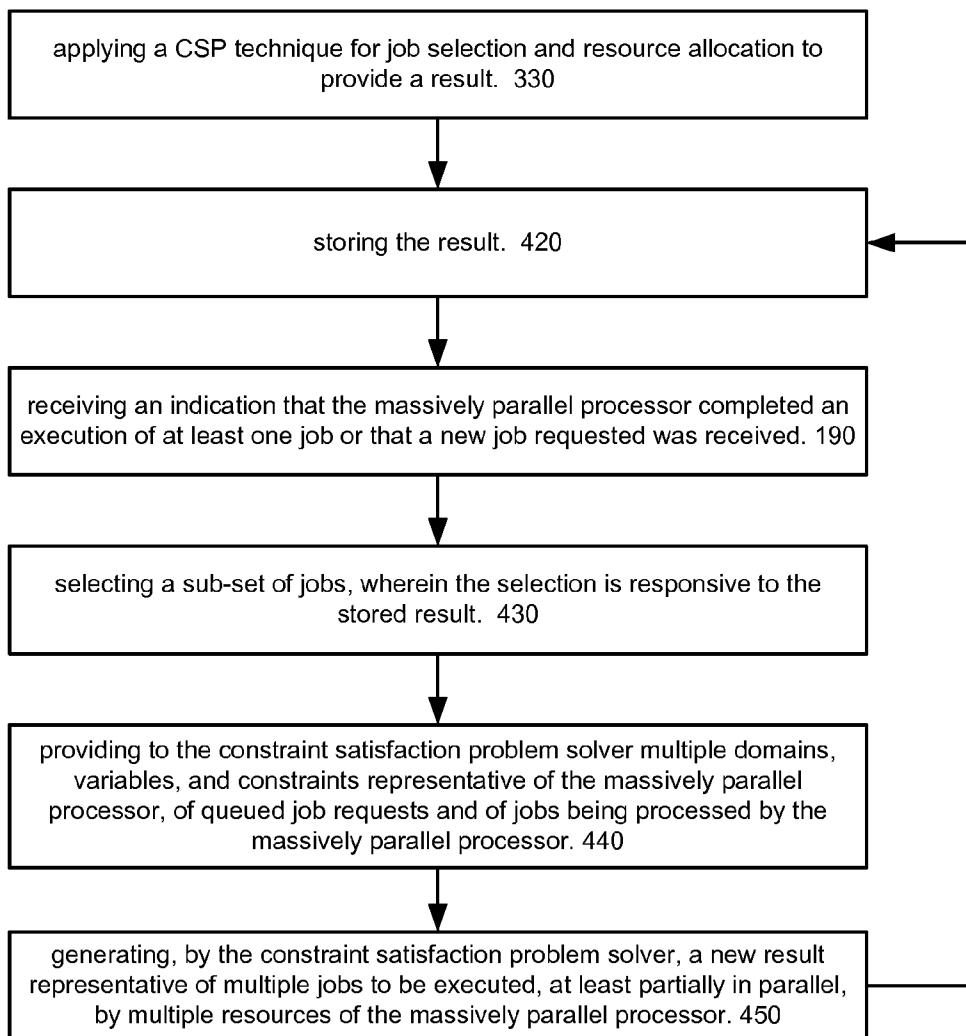 applying a CSP technique for job selection and resource allocation to
provide a result. 330
storing the result. 420
receiving an indication that the massively parallel processor completed an
execution of at least one job or that a new job requested was received. 190
selecting a sub-set of jobs, wherein the selection is responsive to the
stored result. 430
providing to the constraint satisfaction problem solver multiple domains,
variables, and constraints representative of the massively parallel
processor, of queued job requests and of jobs being processed by the
massively parallel processor. 440
generating, by the constraint satisfaction problem solver, a new result
representative of multiple jobs to be executed, at least partially in parallel,
by multiple resources of the massively parallel processor. 450